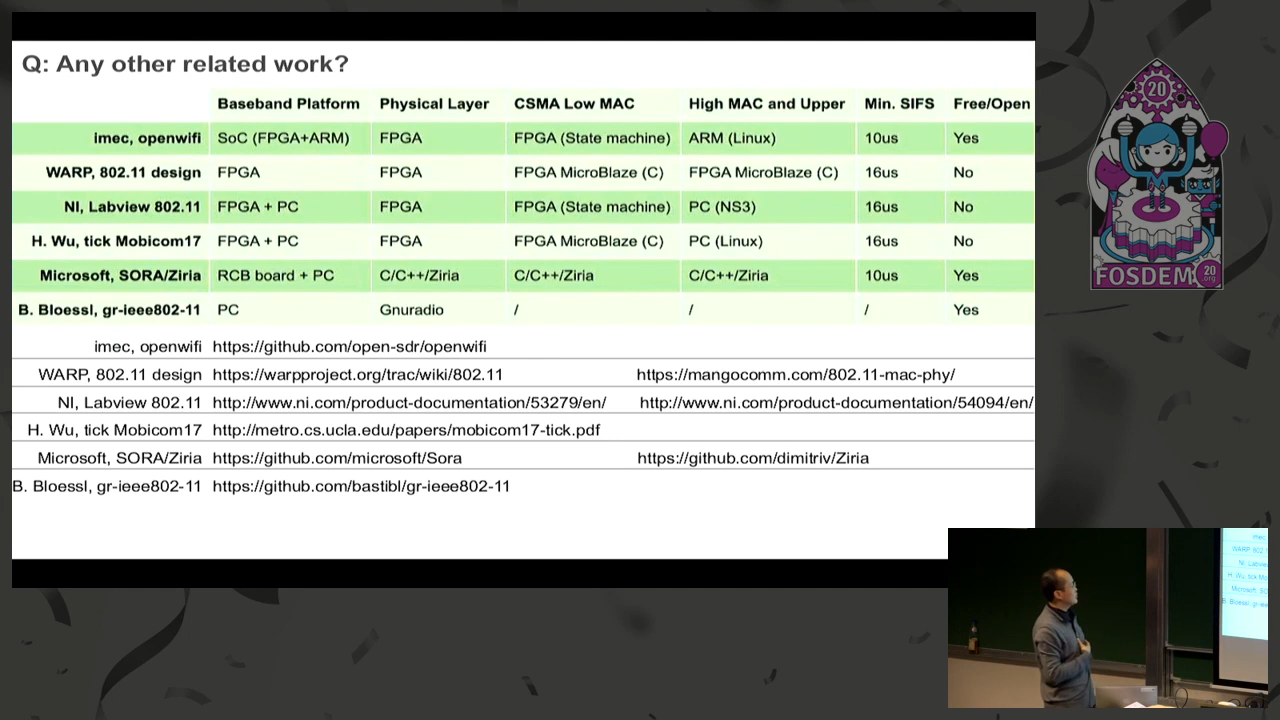 Q: Any other related work?
Baseband Platform Physical Layer CSMA Low MAC High MAC and Upper Min. SIFS Free/Open
imec, openwifi SoC (FPGA+ARM) FPGA FPGA (State machine) ARM (Linux) 10us Yes
WARP, 802.11 design FPGA FPGA FPGA MicroBlaze (C) FPGA MicroBlaze (C) 16us No
NI, Labview 802.11 FPGA + PC FPGA FPGA (State machine) PC (NS3) 16us No
H. Wu, tick Mobicom17 FPGA + PC FPGA FPGA MicroBlaze (C) PC (Linux) 16us No
Microsoft, SORA/Ziria RCB board + PC C/C++/Ziria C/C++/Ziria C/C++/Ziria 10us Yes
B. Bloessl, gr-ieee802-11 PC Gnuradio / / / Yes
imec, openwifi https://github.com/open-sdr/openwifi
WARP, 802.11 design https://warpproject.org/trac/wiki/802.11 https://mangocomm.com/802.11-mac-phy/
NI, Labview 802.11 http://www.ni.com/product-documentation/53279/en/ http://www.ni.com/product-documentation/54094/en/
H. Wu, tick Mobicom17 http://metro.cs.ucla.edu/papers/mobicom17-tick.pdf
Microsoft, SORA/Ziria https://github.com/microsoft/Sora https://github.com/dimitriv/Ziria
B. Bloessl, gr-ieee802-11 https://github.com/bastibl/gr-ieee802-11
20
FOSDEM 20
.org